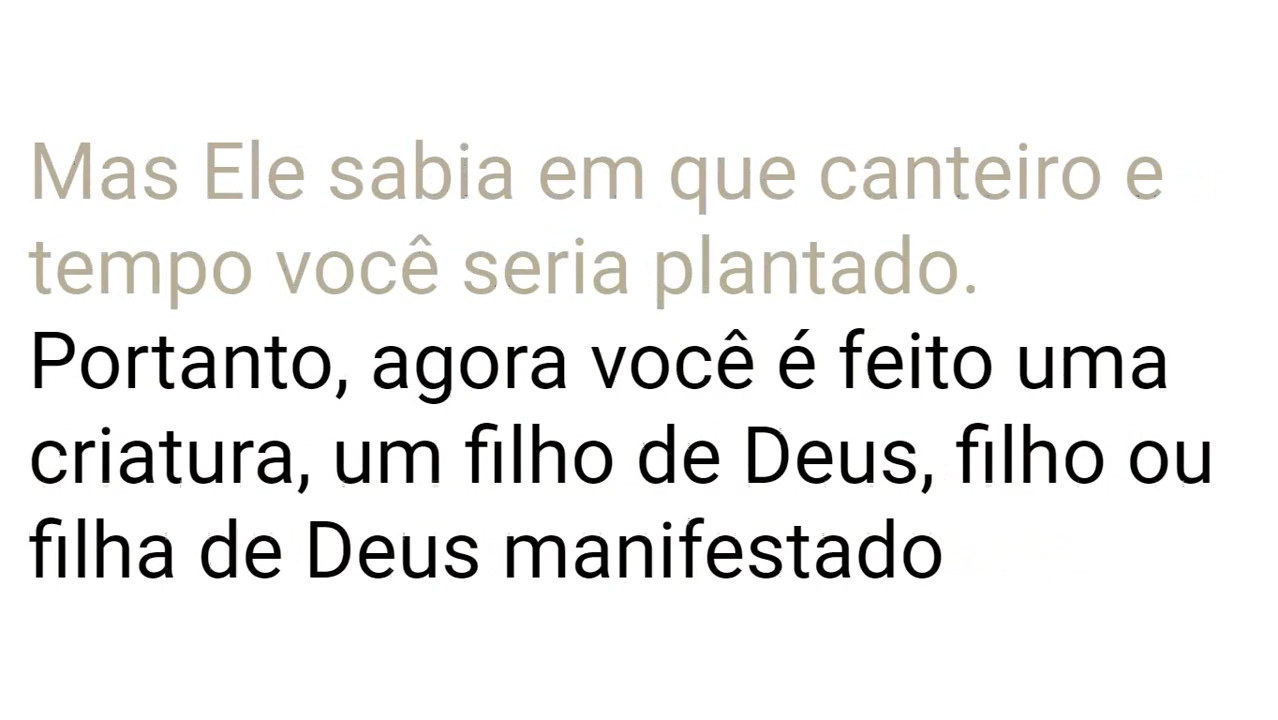 Mas Ele sabia em que canteiro e
tempo você seria plantado.
Portanto, agora você é feito uma
criatura, um filho de Deus, filho ou
filha de Deus manifestado